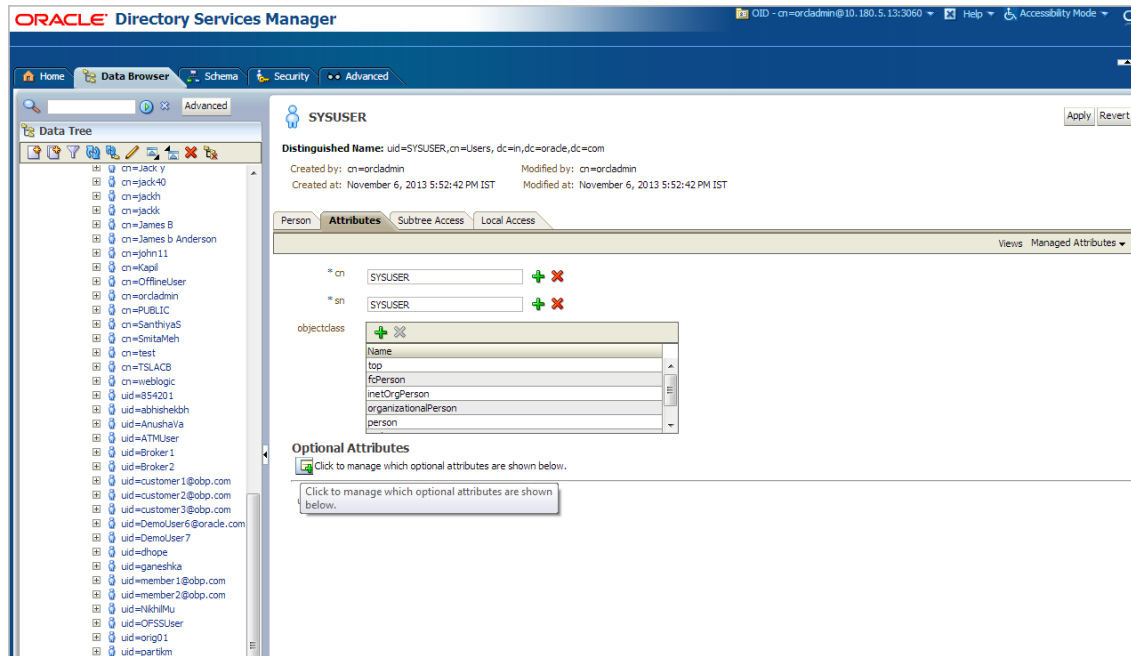 ORACLE Directory Services Manager
OID - cn=orcladmin@10.180.5.13:3060 Help Accessibility Mode
Home Data Browser Schema Security Advanced
Advanced
Data Tree
cn=Jack y
cn=jack40
cn=jackh
cn=jackk
cn=James B
cn=James b Anderson
cn=john11
cn=Kapil
cn=OfflineUser
cn=orcladmin
cn=PUBLIC
cn=SanthiyaS
cn=SmitaMeh
cn=test
cn=TSLACB
cn=weblogic
uid=854201
uid=abhishekbh
uid=AnushaVa
uid=ATMUser
uid=Broker1
uid=Broker2
uid=customer1@obp.com
uid=customer2@obp.com
uid=customer3@obp.com
uid=DemoUser6@oracle.com
uid=DemoUser7
uid=dhope
uid=ganeshka
uid=member1@obp.com
uid=member2@obp.com
uid=NikhilMu
uid=OFSSUser
uid=orig01
uid=partikm
SYSUSER
Apply Revert
Distinguished Name: uid=SYSUSER,cn=Users, dc=in,dc=oracle,dc=com
Created by: cn=orcladmin Modified by: cn=orcladmin
Created at: November 6, 2013 5:52:42 PM IST Modified at: November 6, 2013 5:52:42 PM IST
Person Attributes Subtree Access Local Access
Views Managed Attributes
* cn SYSUSER
* sn SYSUSER
objectclass
Name
top
fcPerson
inetOrgPerson
organizationalPerson
person
Optional Attributes
Click to manage which optional attributes are shown below.
Click to manage which optional attributes are shown
below.